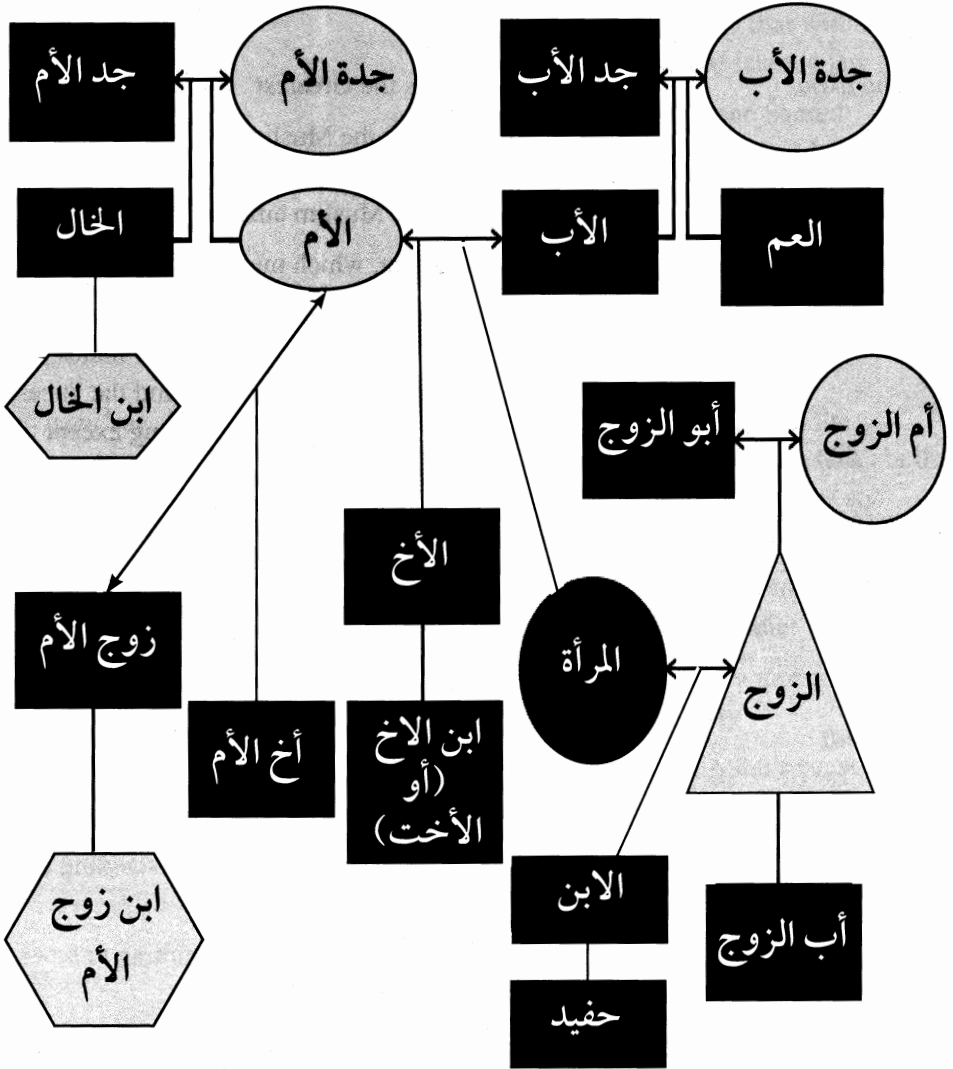 جدة الأب
جد الأب
جدة الأم
جد الأم
العم
الأب
الأم
الخال
ابن الخال
أم الزوج
أبو الزوج
الأخ
زوج الأم
المرأة
الزوج
أخ الأم
ابن الاخ
(أو
الأخت)
الابن
أب الزوج
ابن زوج
الأم
حفيد